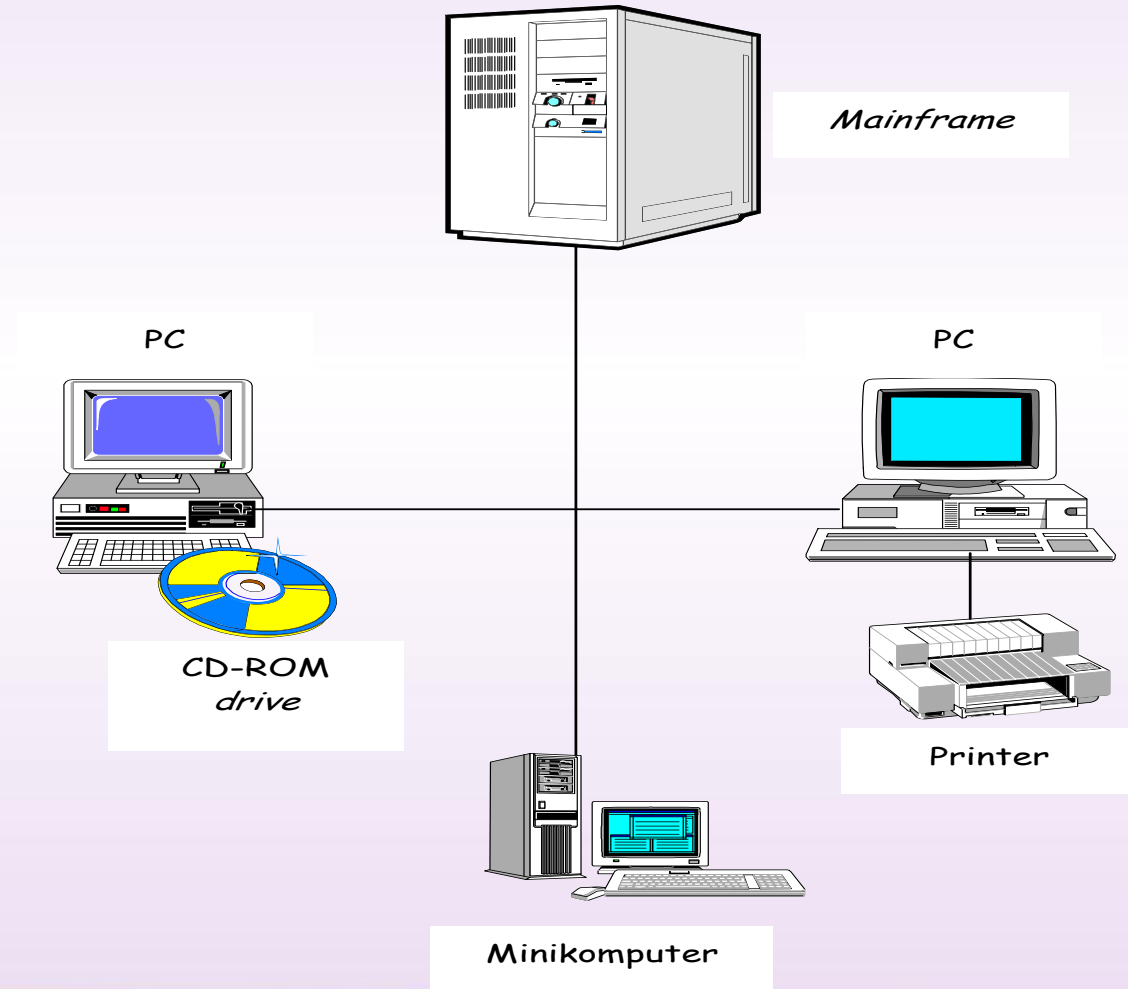 Mainframe
PC
PC
CD-ROM
drive
Printer
Minikomputer